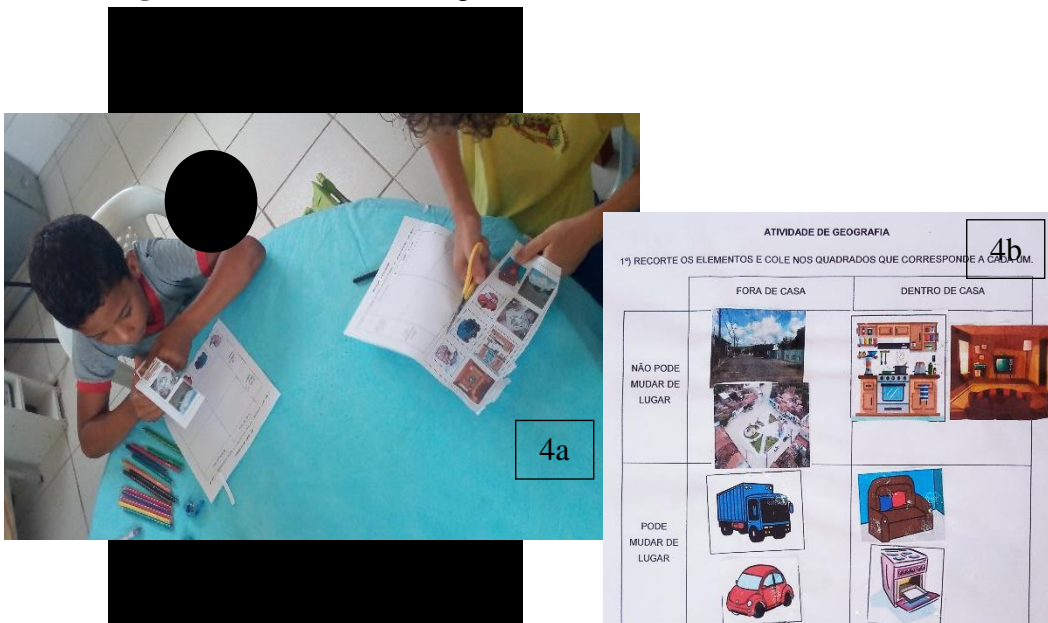 4a
4b
ATIVIDADE DE GEOGRAFIA
1º) RECORTE OS ELEMENTOS E COLE NOS QUADRADOS QUE CORRESPONDE A CADA UM.
FORA DE CASA
DENTRO DE CASA
NÃO PODE
MUDAR DE
LUGAR
PODE
MUDAR DE
LUGAR